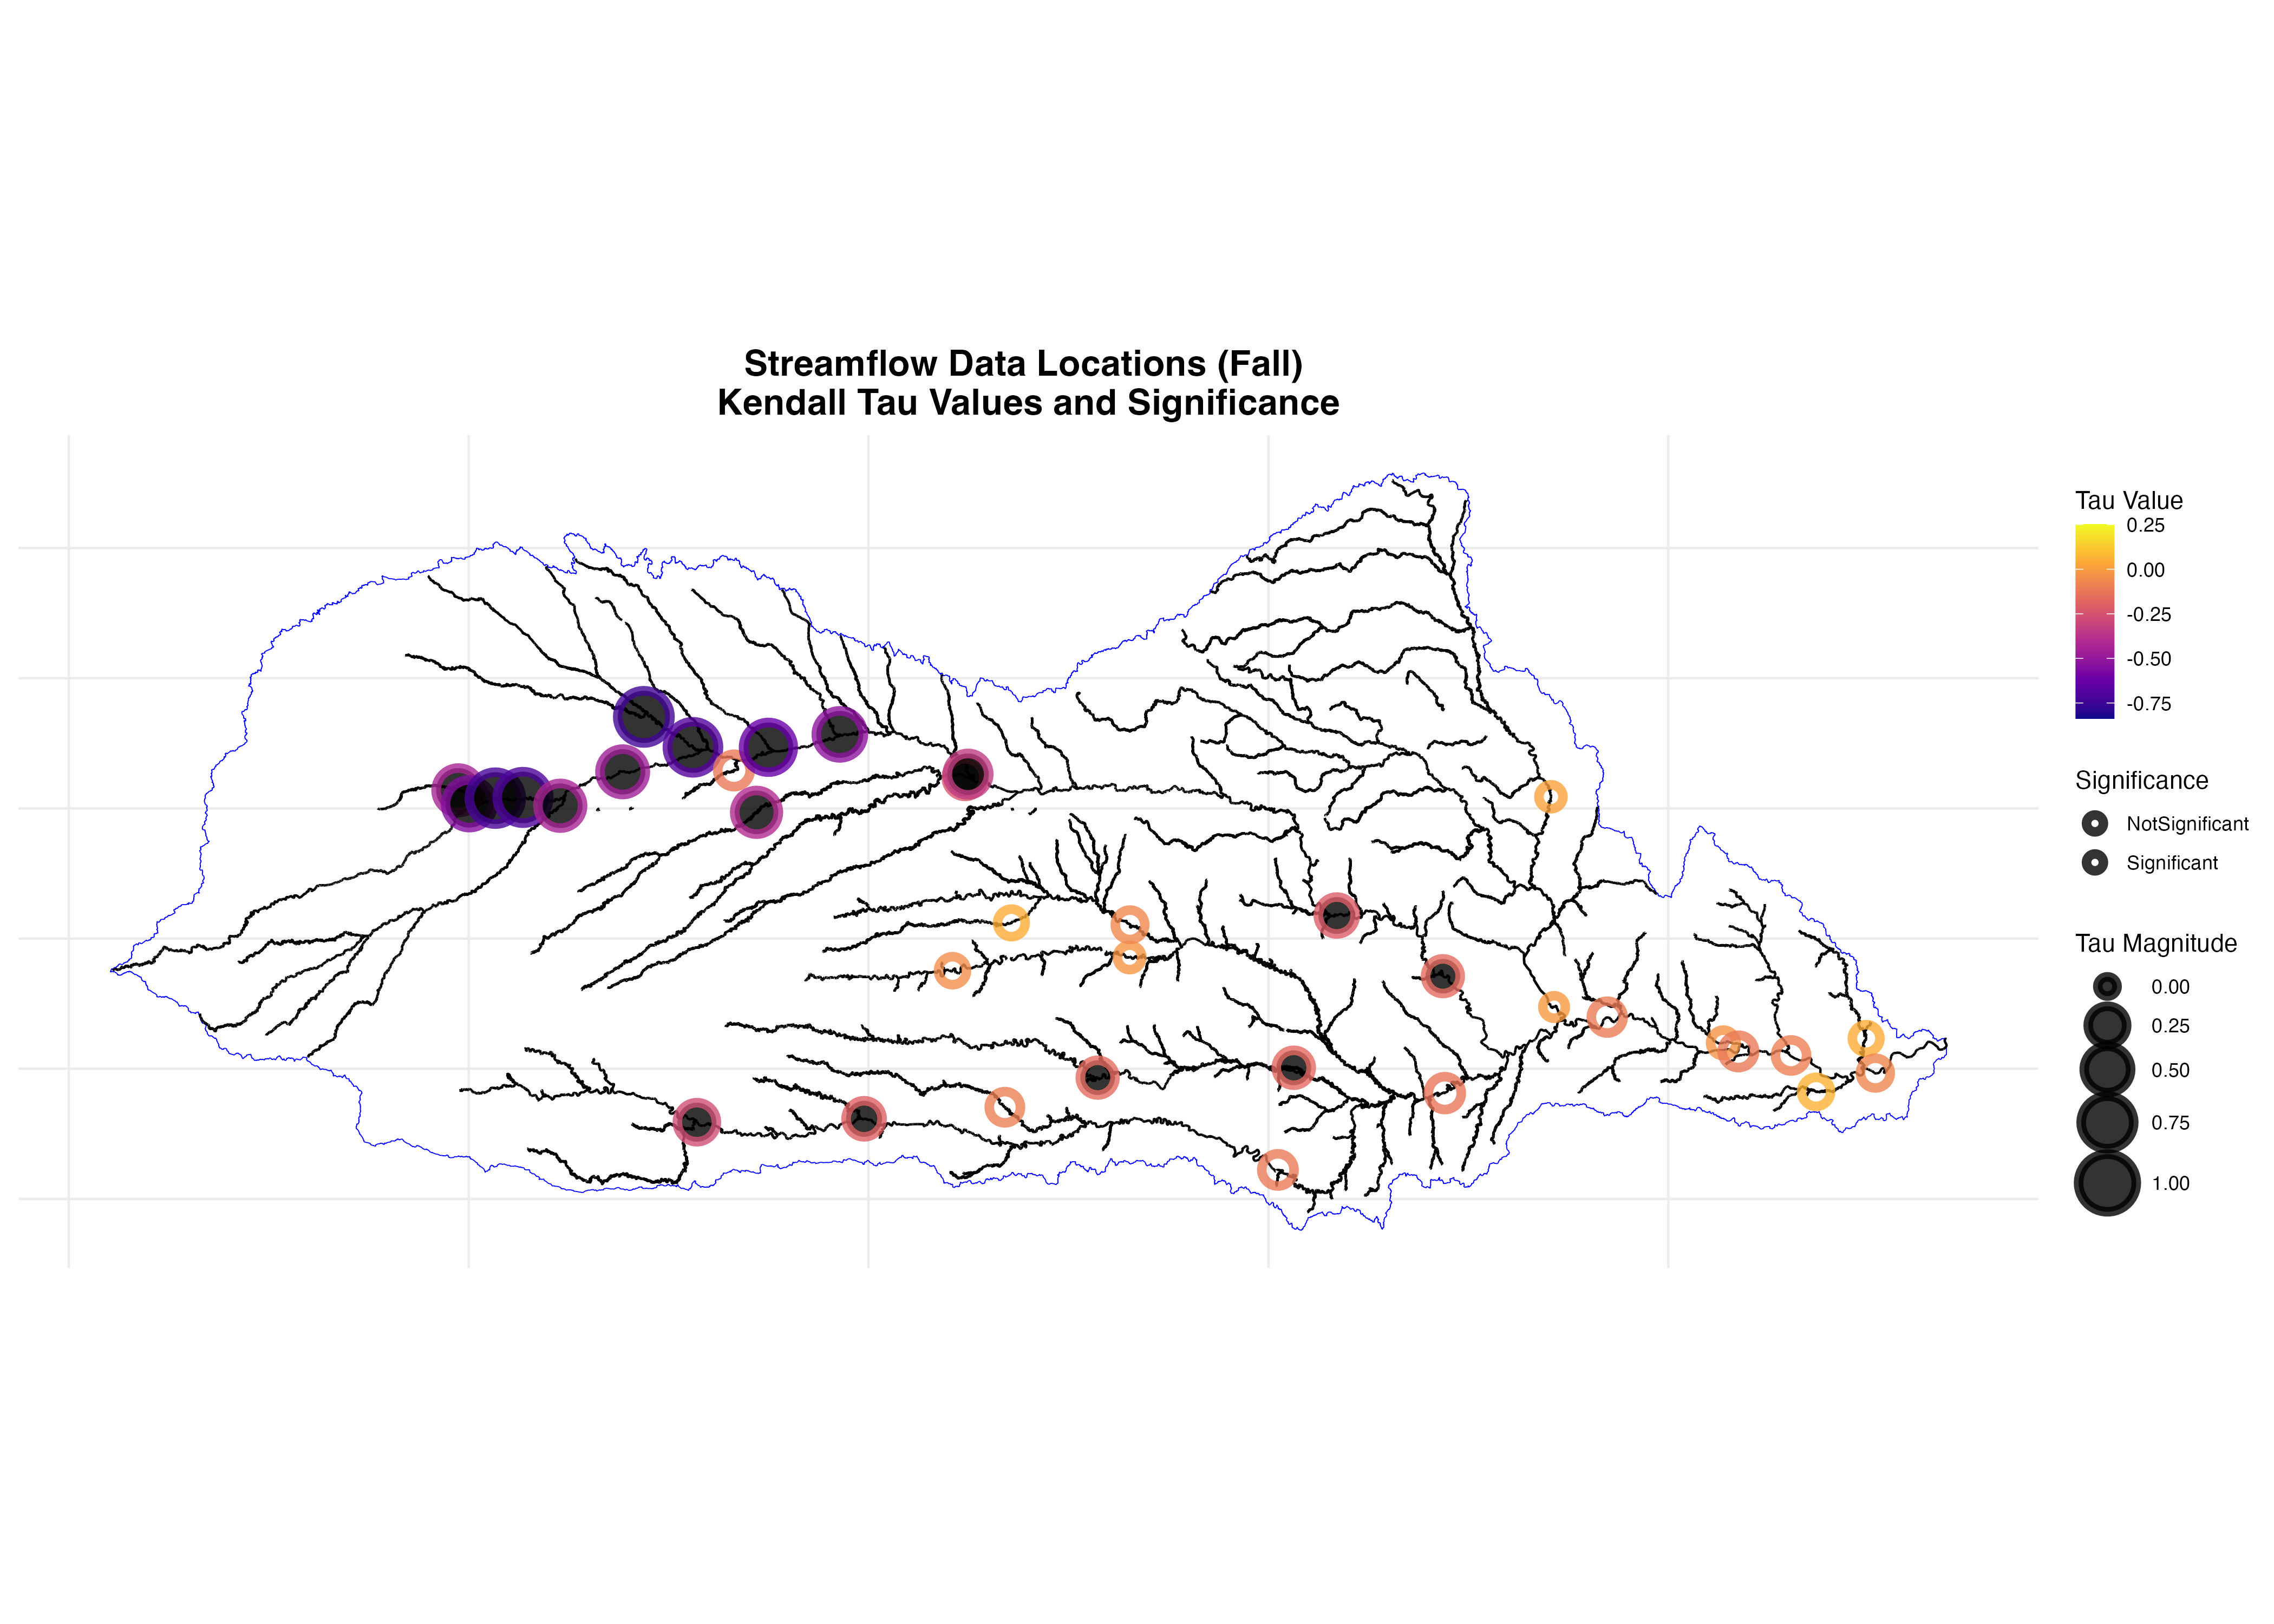 Streamflow Data Locations (Fall)
Kendall Tau Values and Significance
Tau Value
0.25
0.00
-0.25
-0.50
-0.75
Significance
NotSignificant
Significant
Tau Magnitude
0.00
0.25
0.50
0.75
1.00